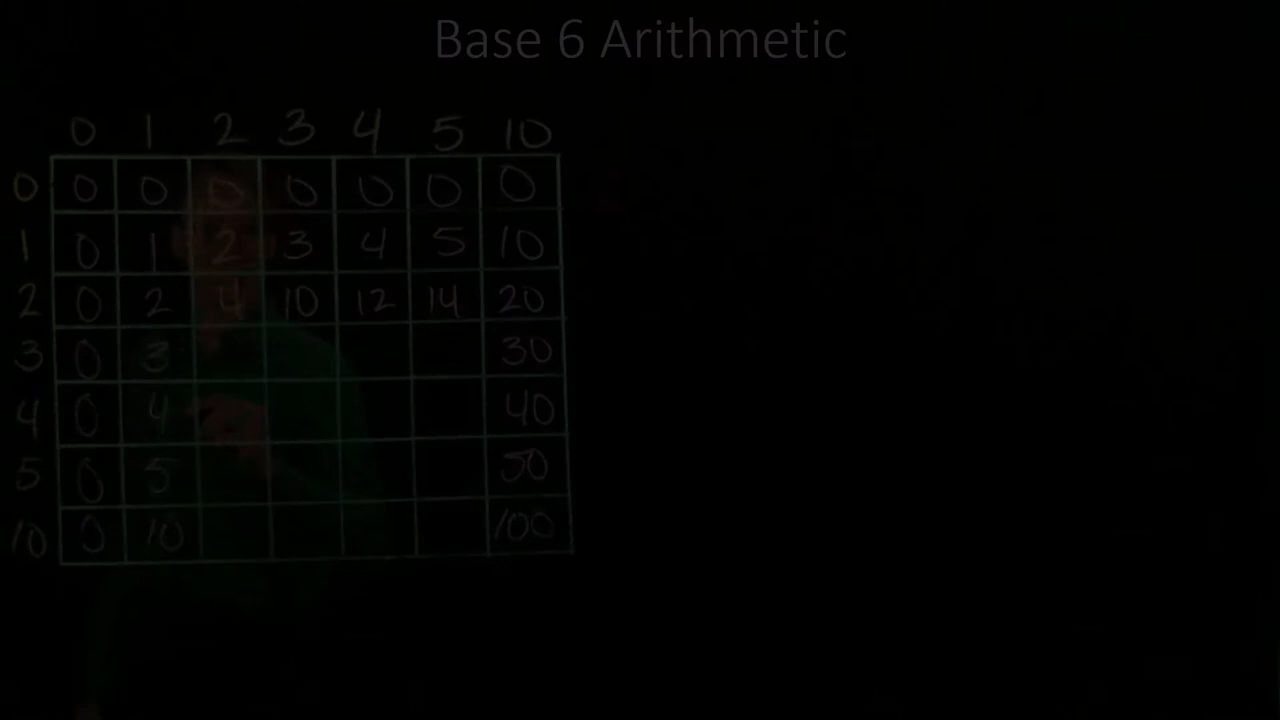 Base 6 Arithmetic
0 1 2 3 4 5 10
0 0 0 0 0 0 0 0
1 0 1 2 3 4 5 10
2 0 2 4 10 12 14 20
3 0 3 30
4 0 4 40
5 0 5 50
10 0 10 100